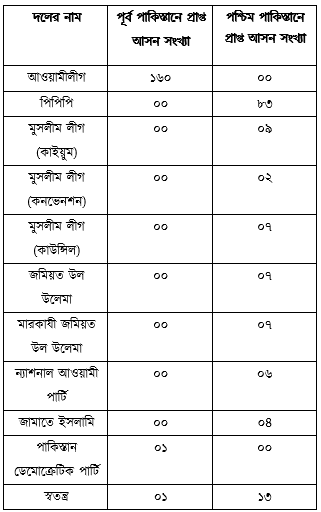 দলের নাম পূর্ব পাকিস্তানে প্রাপ্ত আসন সংখ্যা পশ্চিম পাকিস্তানে প্রাপ্ত আসন সংখ্যা
আওয়ামীলীগ ১৬০ ০০
পিপিপি ০০ ৮৩
মুসলীম লীগ (কাইয়ুম) ০০ ০৯
মুসলীম লীগ (কনভেনশন) ০০ ০২
মুসলীম লীগ (কাউন্সিল) ০০ ০৭
জমিয়ত উল উলেমা ০০ ০৭
মারকাযী জমিয়ত উল উলেমা ০০ ০৭
ন্যাশনাল আওয়ামী পার্টি ০০ ০৬
জামাতে ইসলামি ০০ ০৪
পাকিস্তান ডেমোক্রেটিক পার্টি ০১ ০০
স্বতন্ত্র ০১ ১৩